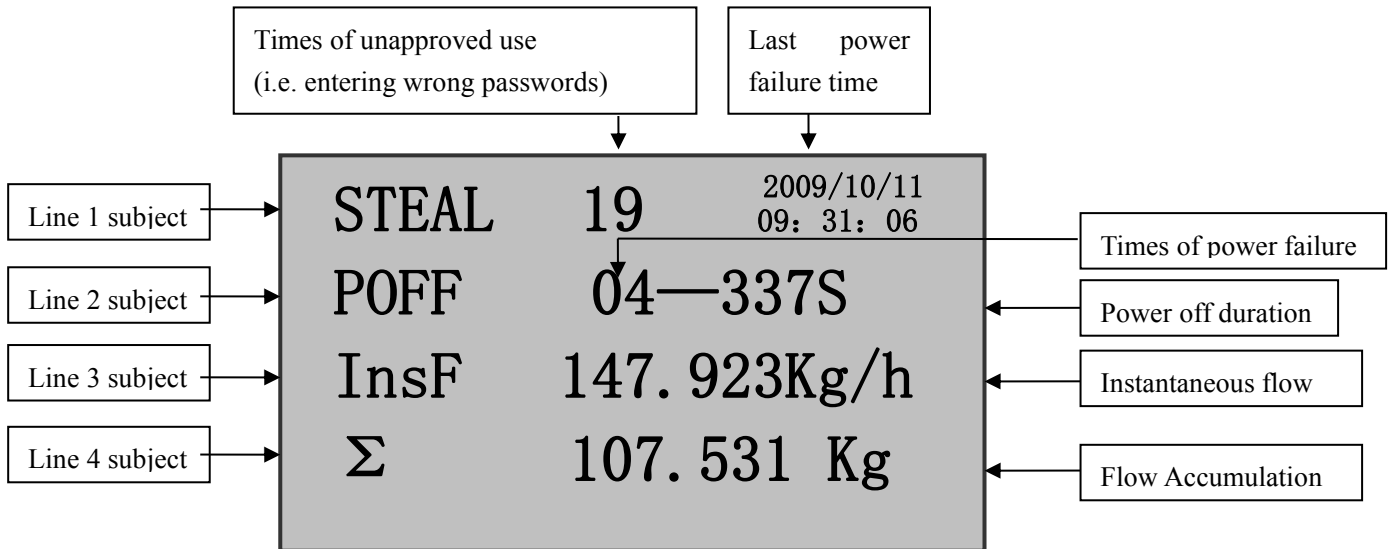 Times of unapproved use
(i.e. entering wrong passwords)
Last power
failure time
Line 1 subject
STEAL 19 2009/10/11
09: 31: 06
Times of power failure
Line 2 subject
POFF 04—337S
Power off duration
Line 3 subject
InsF 147.923Kg/h
Instantaneous flow
Line 4 subject
Σ 107.531 Kg
Flow Accumulation